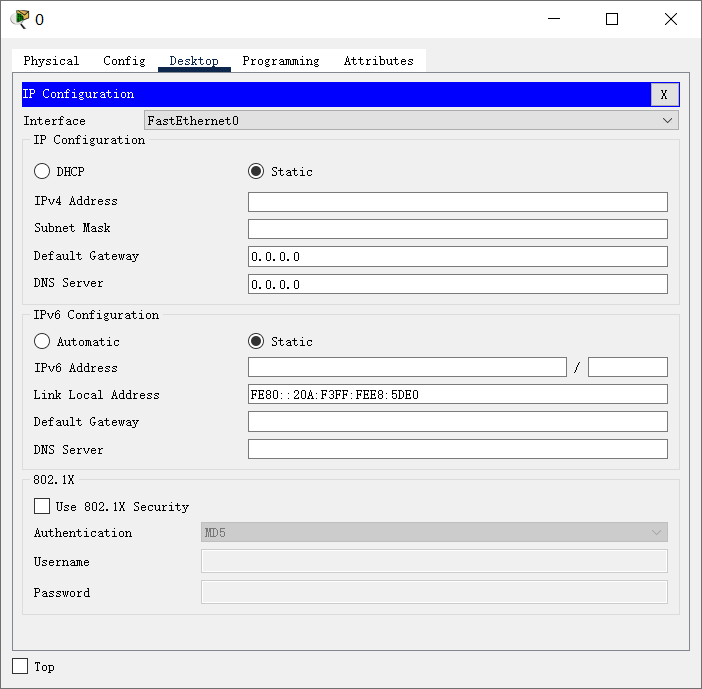 0
Physical Config Desktop Programming Attributes
IP Configuration X
Interface FastEthernet0
IP Configuration
DHCP Static
IPv4 Address
Subnet Mask
Default Gateway 0.0.0.0
DNS Server 0.0.0.0
IPv6 Configuration
Automatic Static
IPv6 Address /
Link Local Address FE80::20A:F3FF:FEE8:5DE0
Default Gateway
DNS Server
802.1X
Use 802.1X Security
Authentication MD5
Username
Password
Top